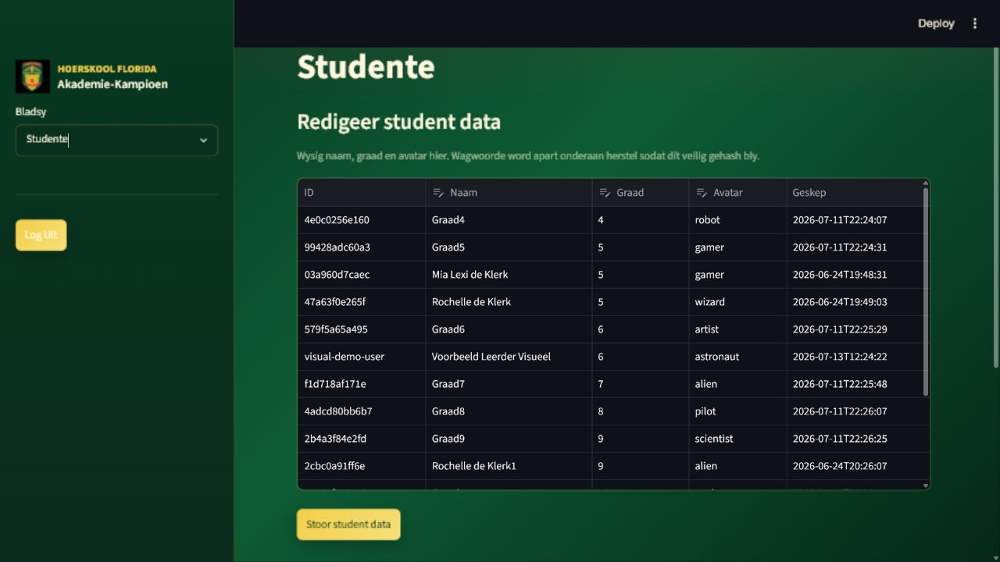 Deploy
HOERSKOOL FLORIDA
Akademie-Kampioen
Bladsy
Studente
Log Uit
Studente
Redigeer student data
Wysig naam, graad en avatar hier. Wagwoorde word apart onderaan herstel sodat dit veilig gehash bly.
ID Naam Graad Avatar Geskep
4e0c0256e160 Graad4 4 robot 2026-07-11T22:24:07
99428adc60a3 Graad5 5 gamer 2026-07-11T22:24:31
03a960d7caec Mia Lexi de Klerk 5 gamer 2026-06-24T19:48:31
47a63f0e265f Rochelle de Klerk 5 wizard 2026-06-24T19:49:03
579f5a65a495 Graad6 6 artist 2026-07-11T22:25:29
visual-demo-user Voorbeeld Leerder Visueel 6 astronaut 2026-07-13T12:24:22
f1d718af171e Graad7 7 alien 2026-07-11T22:25:48
4adcd80bb6b7 Graad8 8 pilot 2026-07-11T22:26:07
2b4a3f84e2fd Graad9 9 scientist 2026-07-11T22:26:25
2cbc0a91ff6e Rochelle de Klerk1 9 alien 2026-06-24T20:26:07
Stoor student data